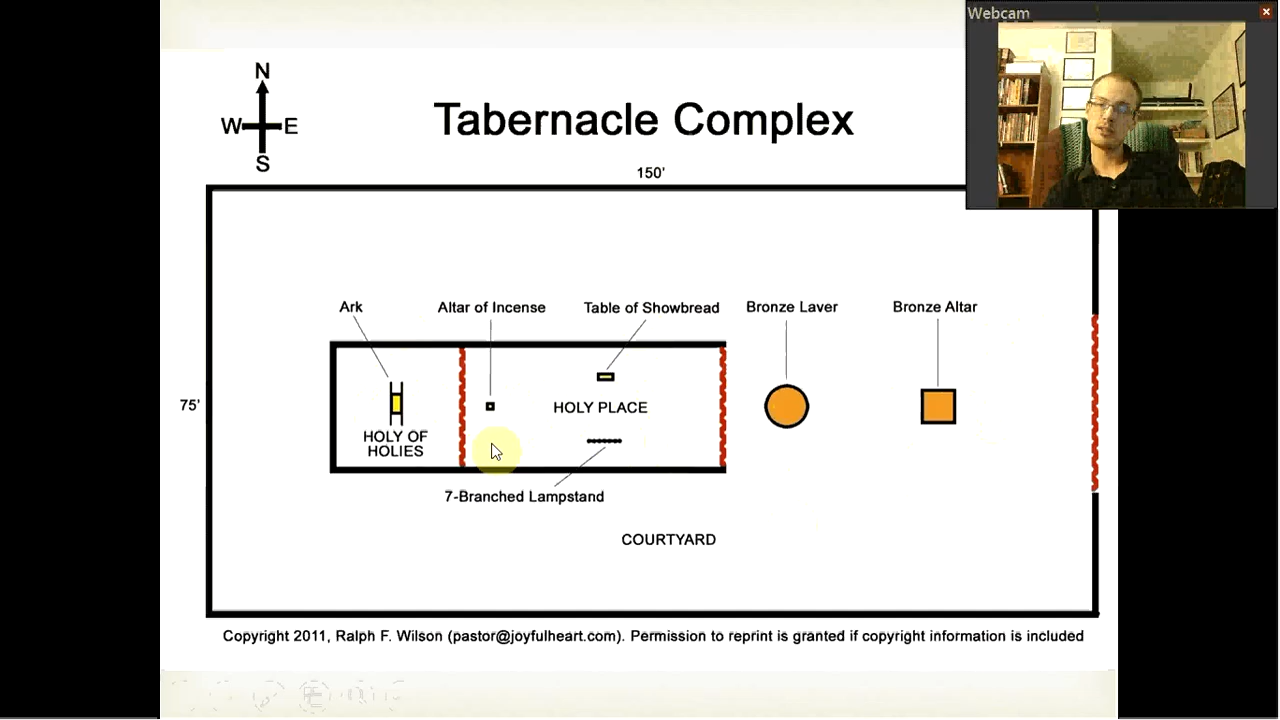 Webcam
N
W E
S
Tabernacle Complex
150'
Ark
Altar of Incense
Table of Showbread
Bronze Laver
Bronze Altar
75'
HOLY PLACE
HOLY OF
HOLIES
7-Branched Lampstand
COURTYARD
Copyright 2011, Ralph F. Wilson (pastor@joyfulheart.com). Permission to reprint is granted if copyright information is included